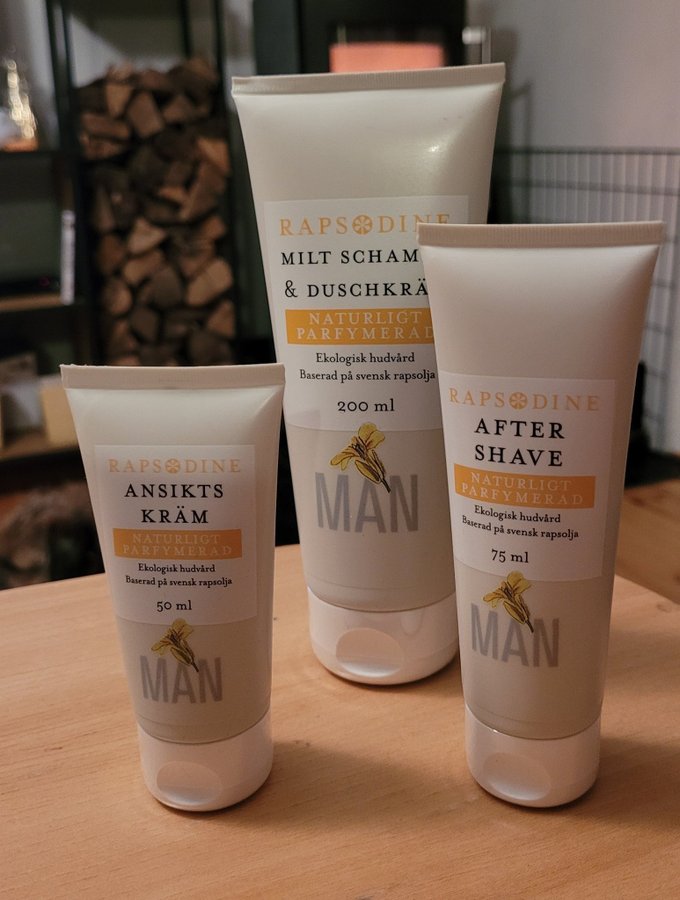 RAPSODINE
MILT SCHAM
& DUSCHKRÄ
NATURLIGT
PARFYMERAD
Ekologisk hudvård
Baserad på svensk rapsolja
200 ml
MAN
RAPSODINE
ANSIKTS
KRÄM
NATURLIGT
PARFYMERAD
Ekologisk hudvård
Baserad på svensk rapsolja
50 ml
MAN
RAPSODINE
AFTER
SHAVE
NATURLIGT
PARFYMERAD
Ekologisk hudvård
Baserad på svensk rapsolja
75 ml
MAN